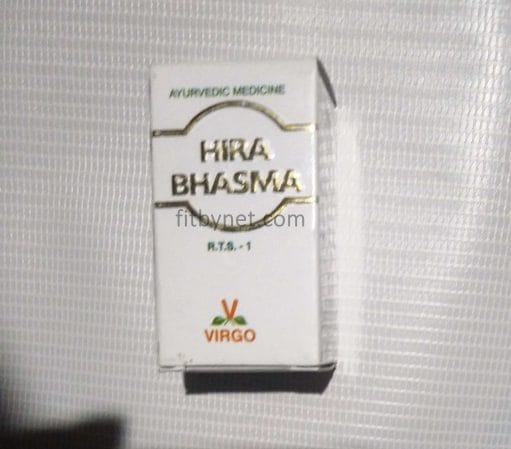 AYURVEDIC MEDICINE
HIRA
BHASMA
fitbynet.com
R.T.S. - 1
VIRGO